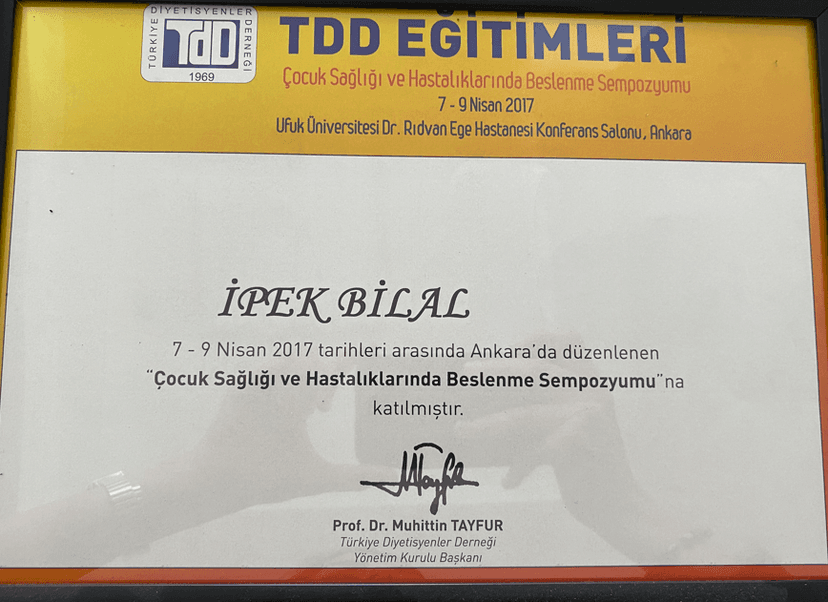 TÜRKİYE DİYETİSYENLER DERNEĞİ
TDD
1969
TDD EĞİTİMLERİ
Çocuk Sağlığı ve Hastalıklarında Beslenme Sempozyumu
7 - 9 Nisan 2017
Ufuk Üniversitesi Dr. Rıdvan Ege Hastanesi Konferans Salonu, Ankara
İPEK BİLAL
7 - 9 Nisan 2017 tarihleri arasında Ankara'da düzenlenen
“Çocuk Sağlığı ve Hastalıklarında Beslenme Sempozyumu”na
katılmıştır.
Prof. Dr. Muhittin TAYFUR
Türkiye Diyetisyenler Derneği
Yönetim Kurulu Başkanı